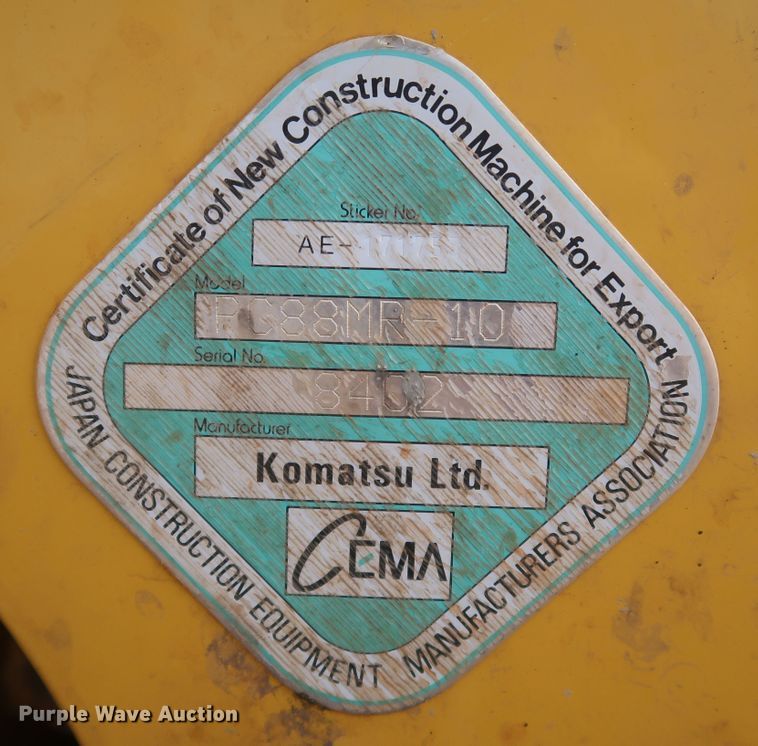 Certificate of New Construction Machine for Export
Sticker No.
AE-
Model
PC88MR-10
Serial No.
8402
Manufacturer
Komatsu Ltd.
CEMA
JAPAN CONSTRUCTION EQUIPMENT MANUFACTURERS ASSOCIATION
Purple Wave Auction